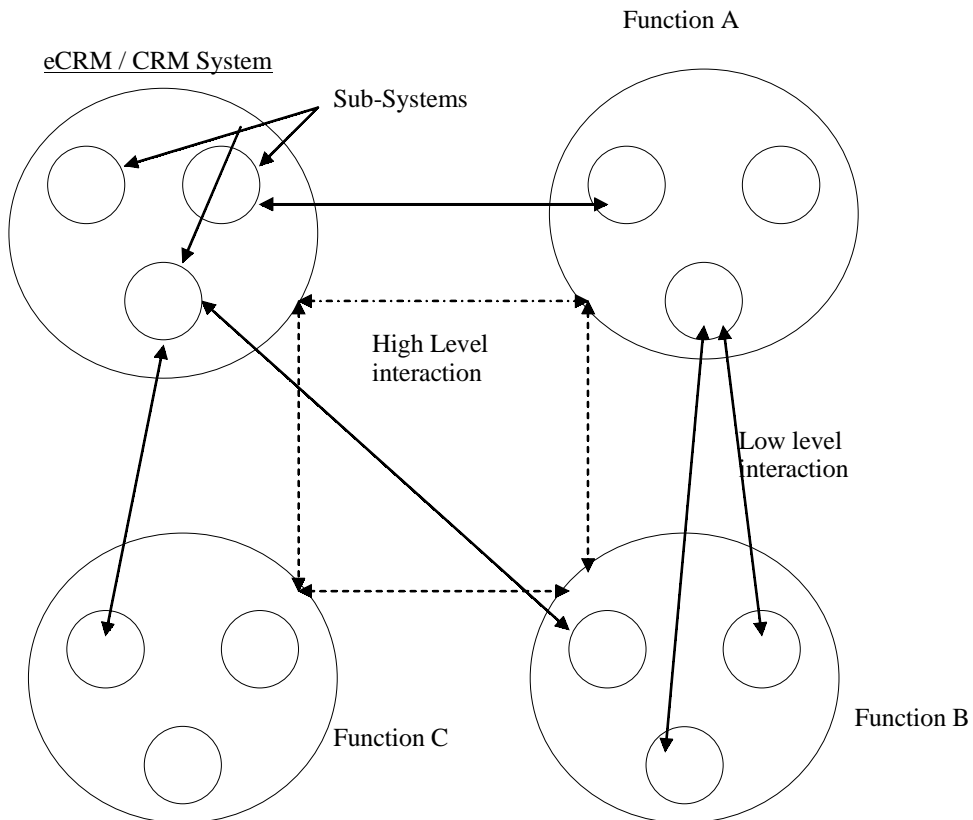 Function A
eCRM / CRM System
Sub-Systems
High Level
interaction
Low level
interaction
Function B
Function C